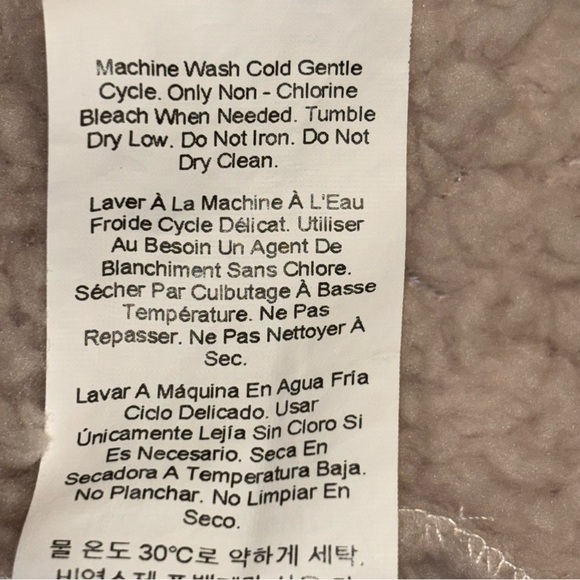 Machine Wash Cold Gentle
Cycle. Only Non - Chlorine
Bleach When Needed. Tumble
Dry Low. Do Not Iron. Do Not
Dry Clean.
Laver À La Machine À L'Eau
Froide Cycle Délicat. Utiliser
Au Besoin Un Agent De
Blanchiment Sans Chlore.
Sécher Par Culbutage À Basse
Température. Ne Pas
Repasser. Ne Pas Nettoyer À
Sec.
Lavar A Máquina En Agua Fría
Ciclo Delicado. Usar
Únicamente Lejía Sin Cloro Si
Es Necesario. Seca En
Secadora A Temperatura Baja.
No Planchar. No Limpiar En
Seco.
물 온도 30℃로 약하게 세탁.